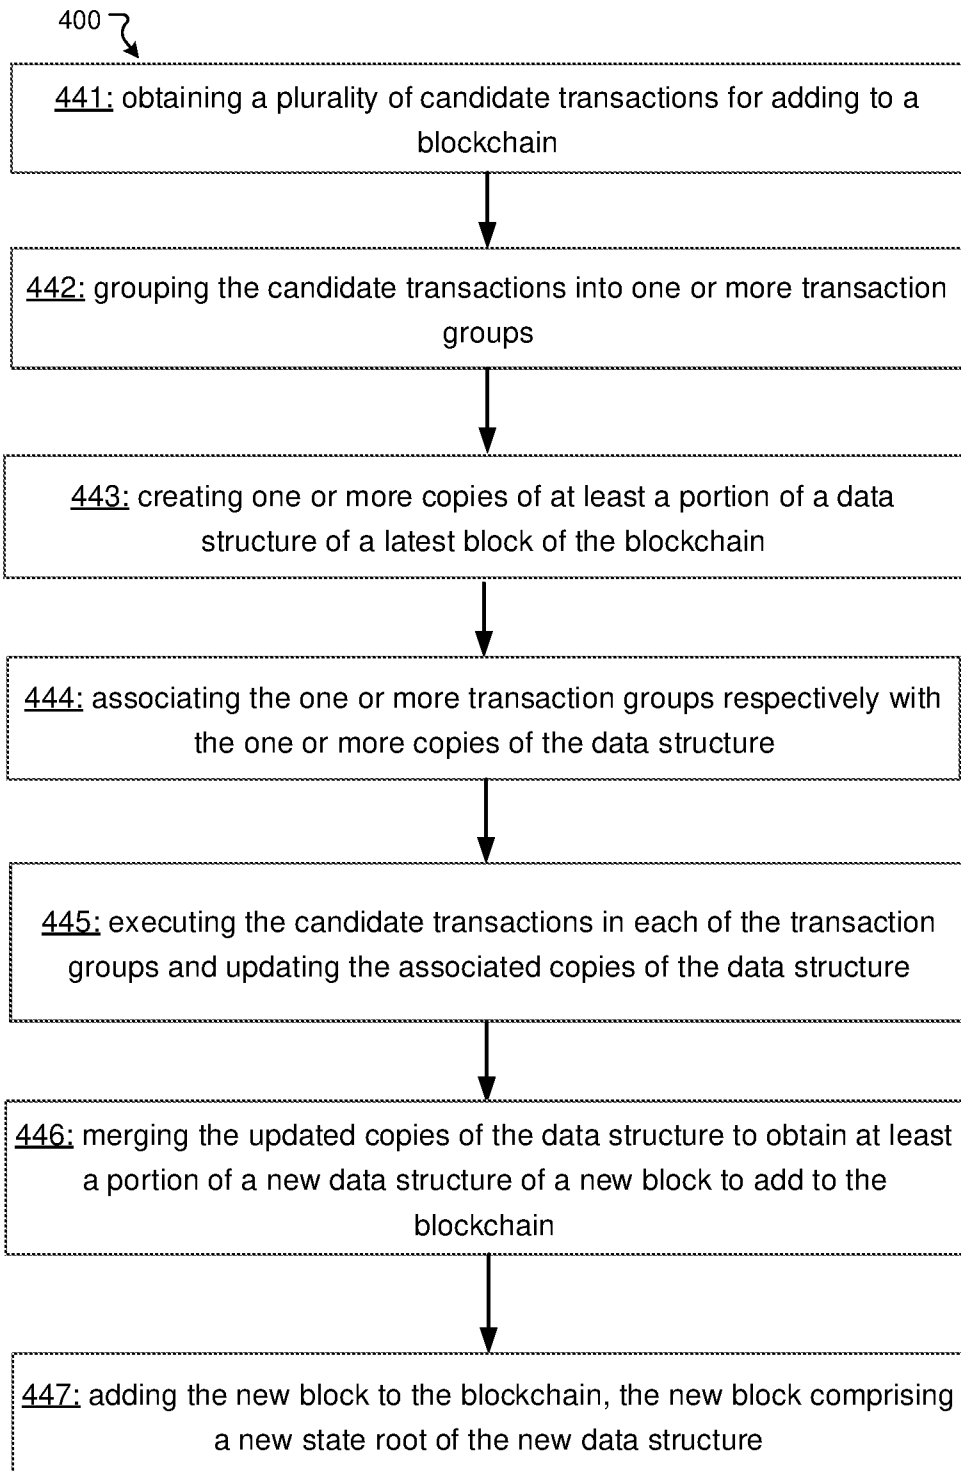 400
441: obtaining a plurality of candidate transactions for adding to a
blockchain
442: grouping the candidate transactions into one or more transaction
groups
443: creating one or more copies of at least a portion of a data
structure of a latest block of the blockchain
444: associating the one or more transaction groups respectively with
the one or more copies of the data structure
445: executing the candidate transactions in each of the transaction
groups and updating the associated copies of the data structure
446: merging the updated copies of the data structure to obtain at least
a portion of a new data structure of a new block to add to the
blockchain
447: adding the new block to the blockchain, the new block comprising
a new state root of the new data structure